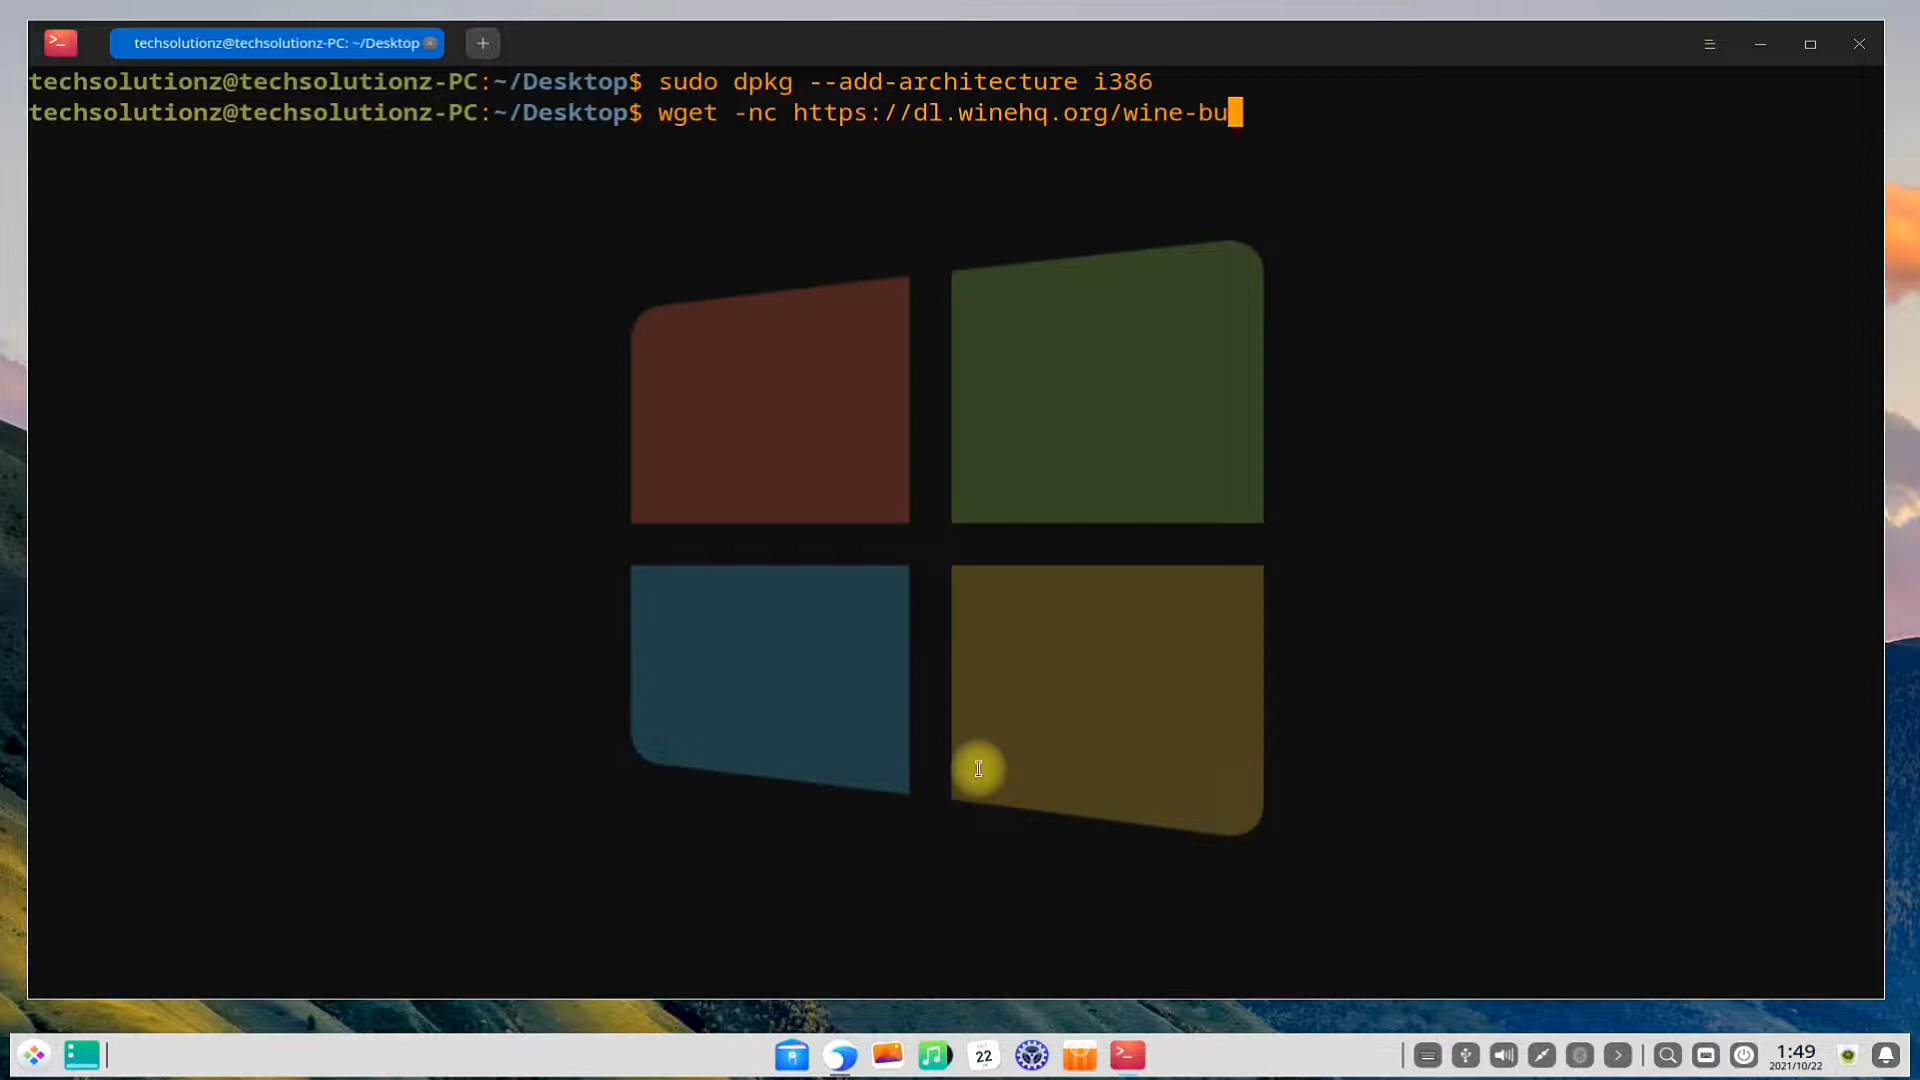 techsolutionz@techsolutionz-PC: ~/Desktop
techsolutionz@techsolutionz-PC:~/Desktop$ sudo dpkg --add-architecture i386
techsolutionz@techsolutionz-PC:~/Desktop$ wget -nc https://dl.winehq.org/wine-bu
22
1:49
2021/10/22